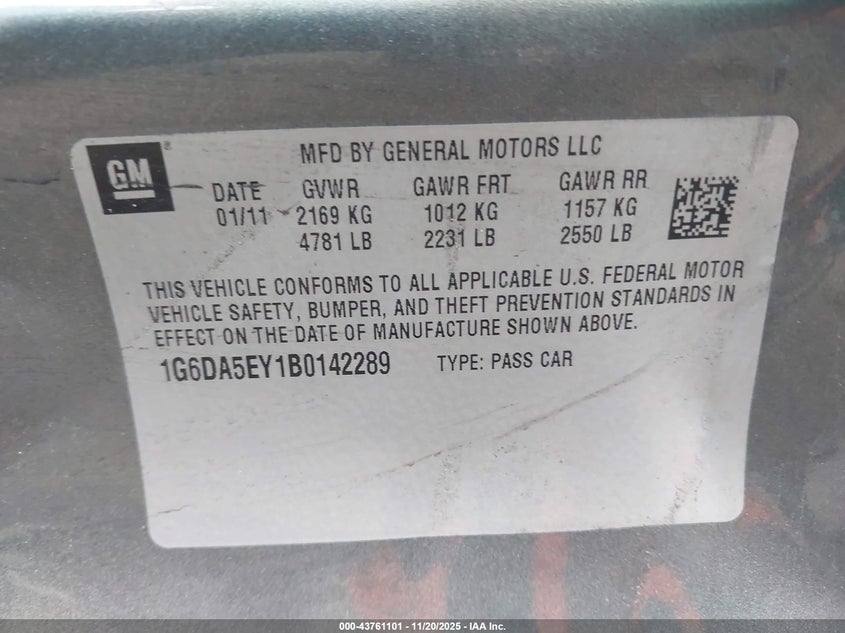 GM®
MFD BY GENERAL MOTORS LLC
DATE GVWR GAWR FRT GAWR RR
01/11 2169 KG 1012 KG 1157 KG
4781 LB 2231 LB 2550 LB
THIS VEHICLE CONFORMS TO ALL APPLICABLE U.S. FEDERAL MOTOR
VEHICLE SAFETY, BUMPER, AND THEFT PREVENTION STANDARDS IN
EFFECT ON THE DATE OF MANUFACTURE SHOWN ABOVE.
1G6DA5EY1B0142289 TYPE: PASS CAR
000-43761101 - 11/20/2025 - IAA Inc.